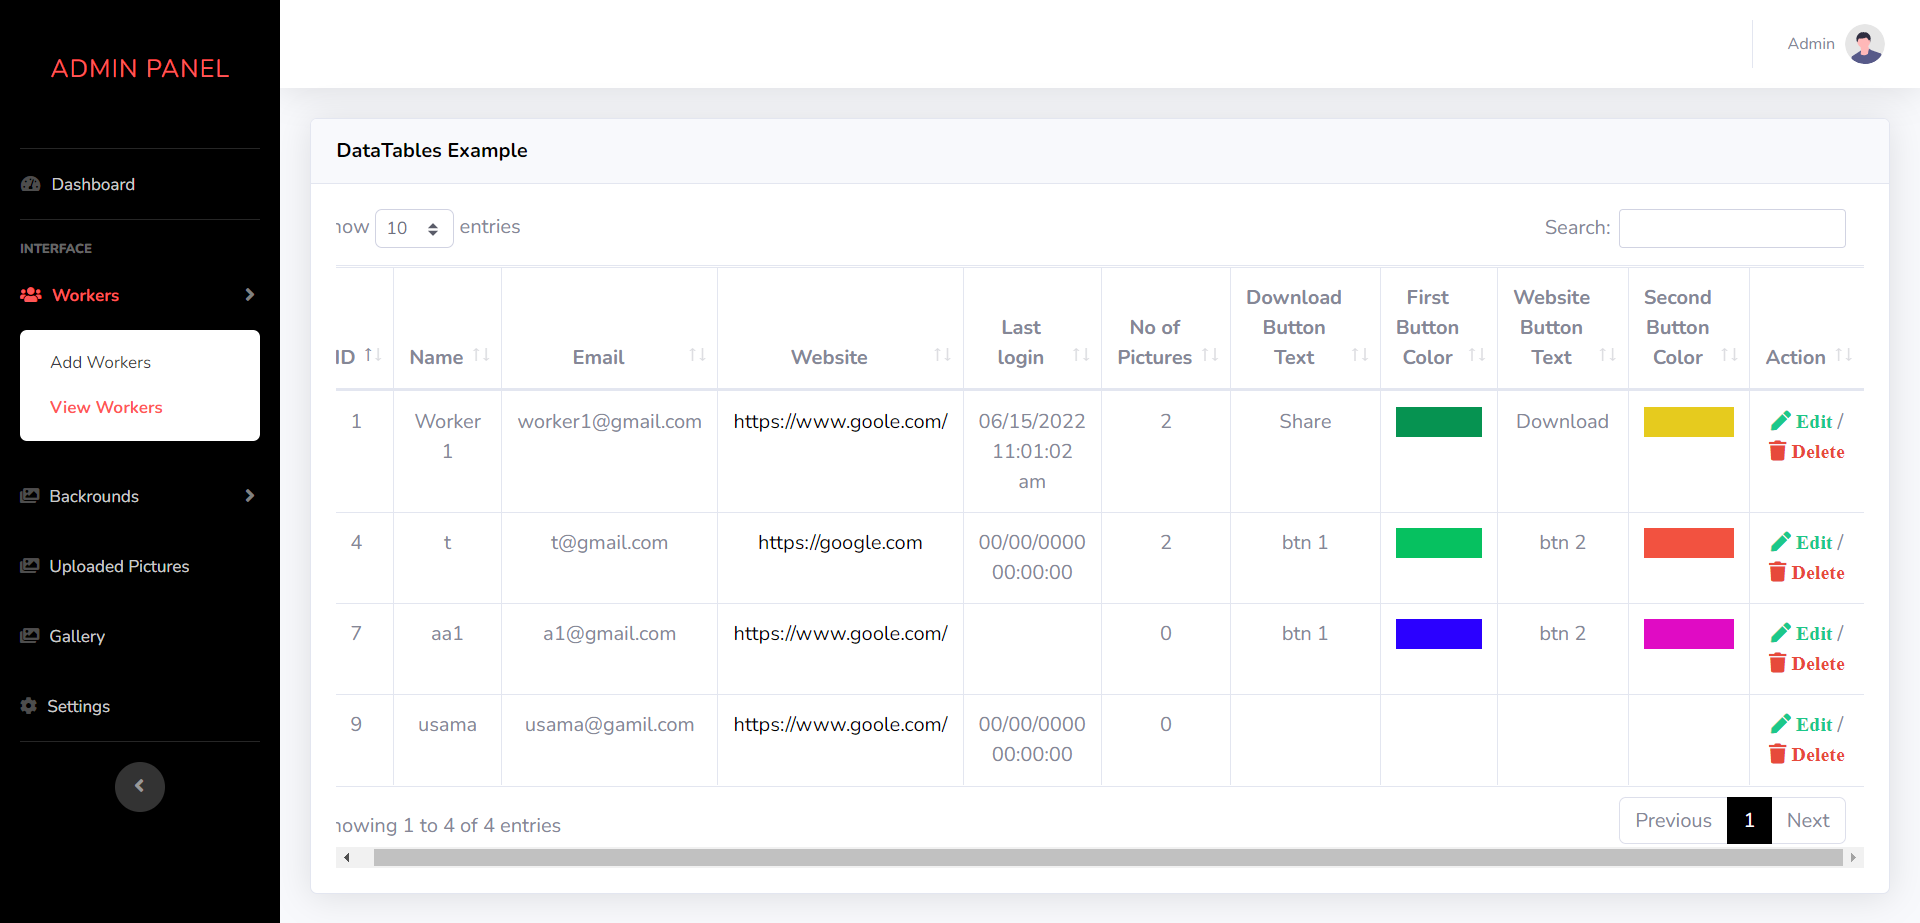 ADMIN PANEL
Dashboard
INTERFACE
Workers
Add Workers
View Workers
Backrounds
Uploaded Pictures
Gallery
Settings
Admin
DataTables Example
how 10 entries
Search:
ID Name Email Website Last login No of Pictures Download Button Text First Button Color Website Button Text Second Button Color Action
1 Worker 1 worker1@gmail.com https://www.goole.com/ 06/15/2022 11:01:02 am 2 Share Download Edit / Delete
4 t t@gmail.com https://google.com 00/00/0000 00:00:00 2 btn 1 btn 2 Edit / Delete
7 aa1 a1@gmail.com https://www.goole.com/ 0 btn 1 btn 2 Edit / Delete
9 usama usama@gamil.com https://www.goole.com/ 00/00/0000 00:00:00 0 Edit / Delete
howing 1 to 4 of 4 entries
Previous 1 Next